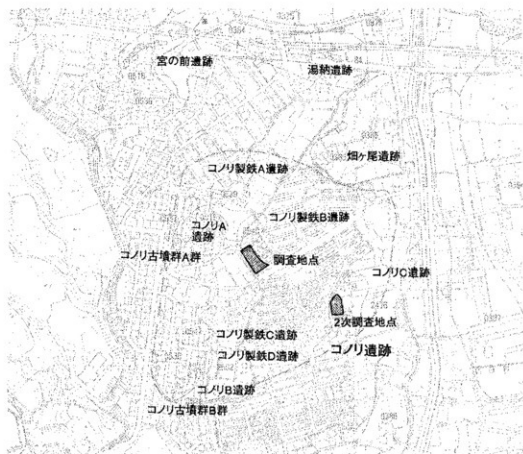 宮の前遺跡
湯納遺跡
畑ヶ尾遺跡
コノリ製鉄A遺跡
コノリ製鉄B遺跡
コノリA
遺跡
コノリ古墳群A群
調査地点
コノリC遺跡
2次調査地点
コノリ製鉄C遺跡
コノリ遺跡
コノリ製鉄D遺跡
コノリB遺跡
コノリ古墳群B群